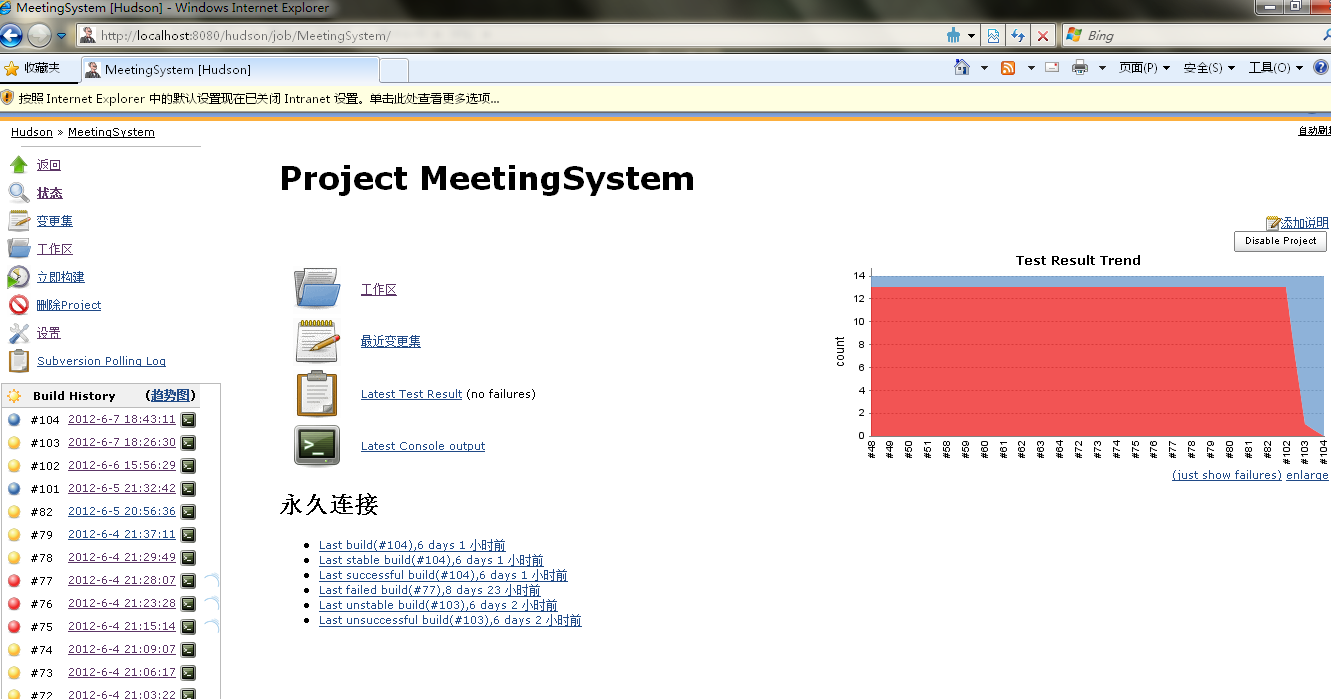 MeetingSystem [Hudson] - Windows Internet Explorer
http://localhost:8080/hudson/job/MeetingSystem/
Bing
收藏夹
MeetingSystem [Hudson]
页面(P)
安全(S)
工具(O)
按照 Internet Explorer 中的默认设置现在已关闭 Intranet 设置。单击此处查看更多选项...
Hudson » MeetingSystem
自动刷
返回
状态
变更集
工作区
立即构建
删除Project
设置
Subversion Polling Log
Build History (趋势图)
#104 2012-6-7 18:43:11
#103 2012-6-7 18:26:30
#102 2012-6-6 15:56:29
#101 2012-6-5 21:32:42
#82 2012-6-5 20:56:36
#79 2012-6-4 21:37:11
#78 2012-6-4 21:29:49
#77 2012-6-4 21:28:07
#76 2012-6-4 21:23:28
#75 2012-6-4 21:15:14
#74 2012-6-4 21:09:07
#73 2012-6-4 21:06:17
#72 2012-6-4 21:03:22
Project MeetingSystem
添加说明
Disable Project
工作区
最近变更集
Latest Test Result (no failures)
Latest Console output
Test Result Trend
count
14
12
10
8
6
4
2
0
#48 #49 #50 #51 #58 #59 #60 #61 #62 #63 #64 #72 #73 #74 #75 #76 #77 #78 #79 #80 #81 #82 #102 #103 #104
(just show failures) enlarge
永久连接
Last build(#104),6 days 1 小时前
Last stable build(#104),6 days 1 小时前
Last successful build(#104),6 days 1 小时前
Last failed build(#77),8 days 23 小时前
Last unstable build(#103),6 days 2 小时前
Last unsuccessful build(#103),6 days 2 小时前